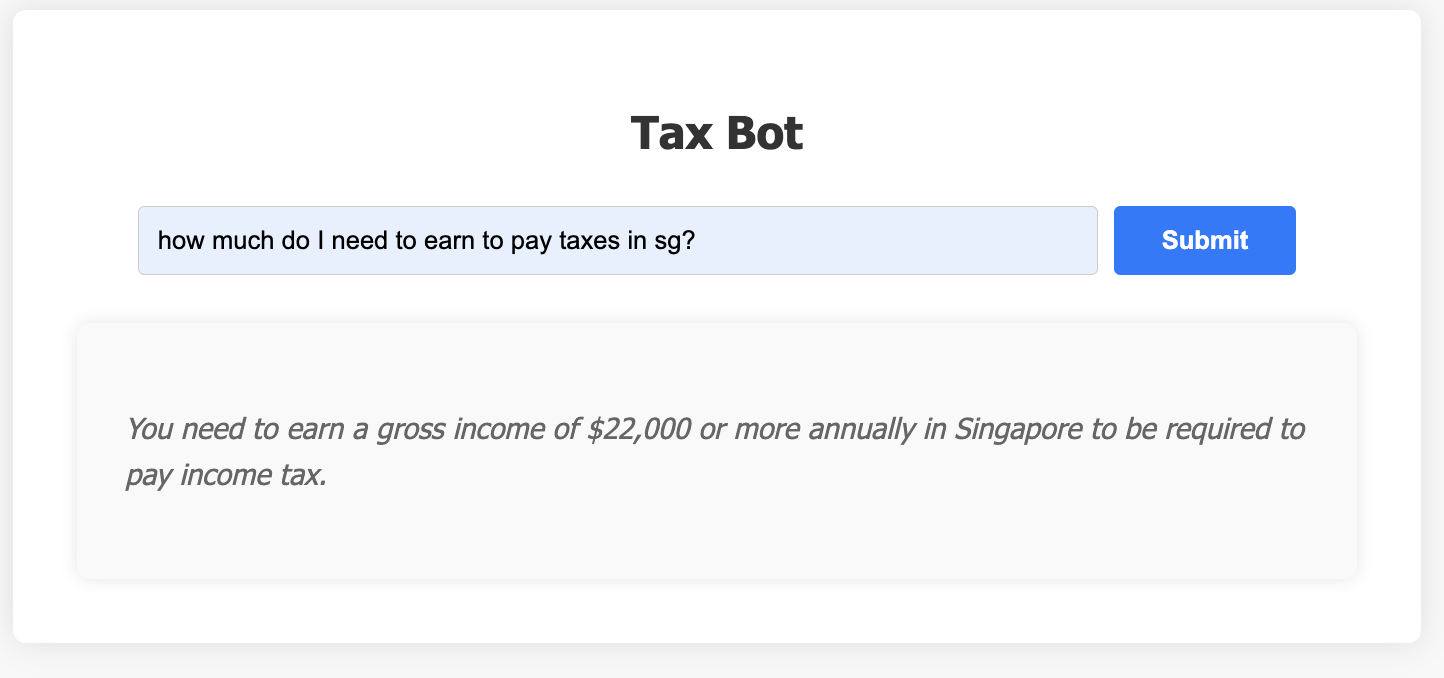 Tax Bot
how much do I need to earn to pay taxes in sg?
Submit
You need to earn a gross income of $22,000 or more annually in Singapore to be required to
pay income tax.